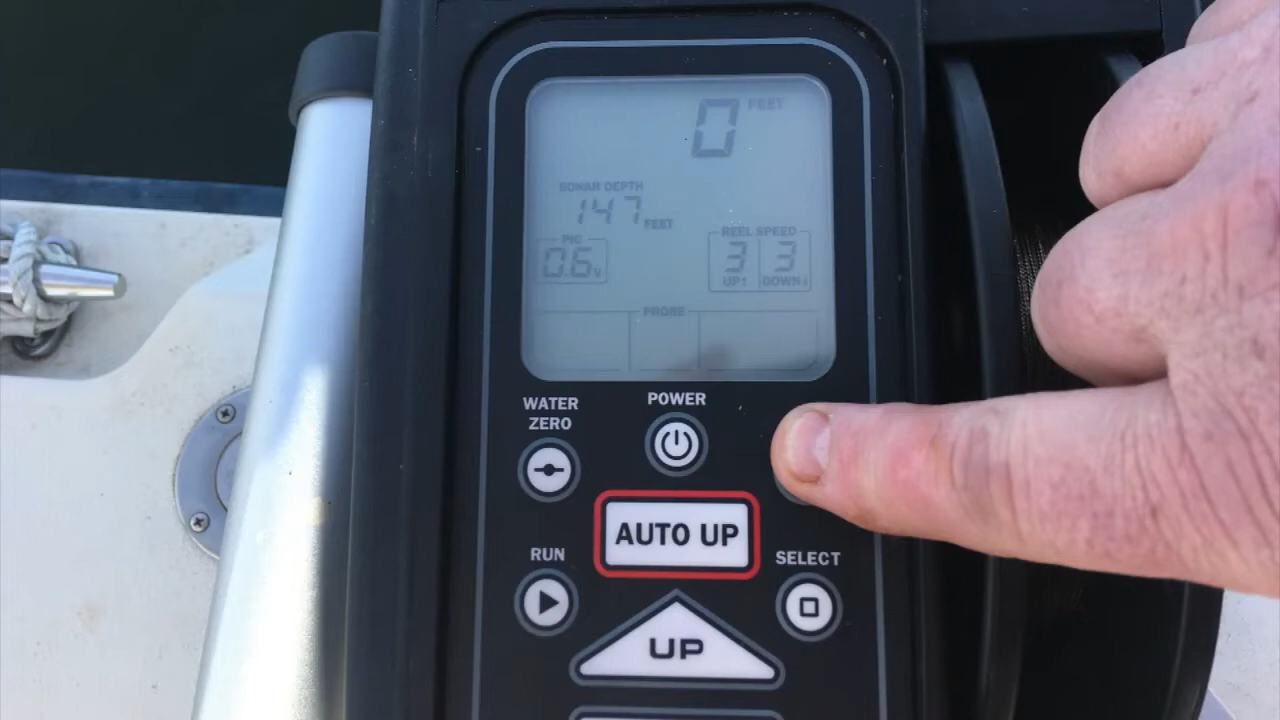 0 FEET
SONAR DEPTH
147 FEET
PIC
0.6v
REEL SPEED
3 3
UP↑ DOWN↓
PROBE
WATER ZERO
POWER
AUTO UP
RUN
SELECT
UP